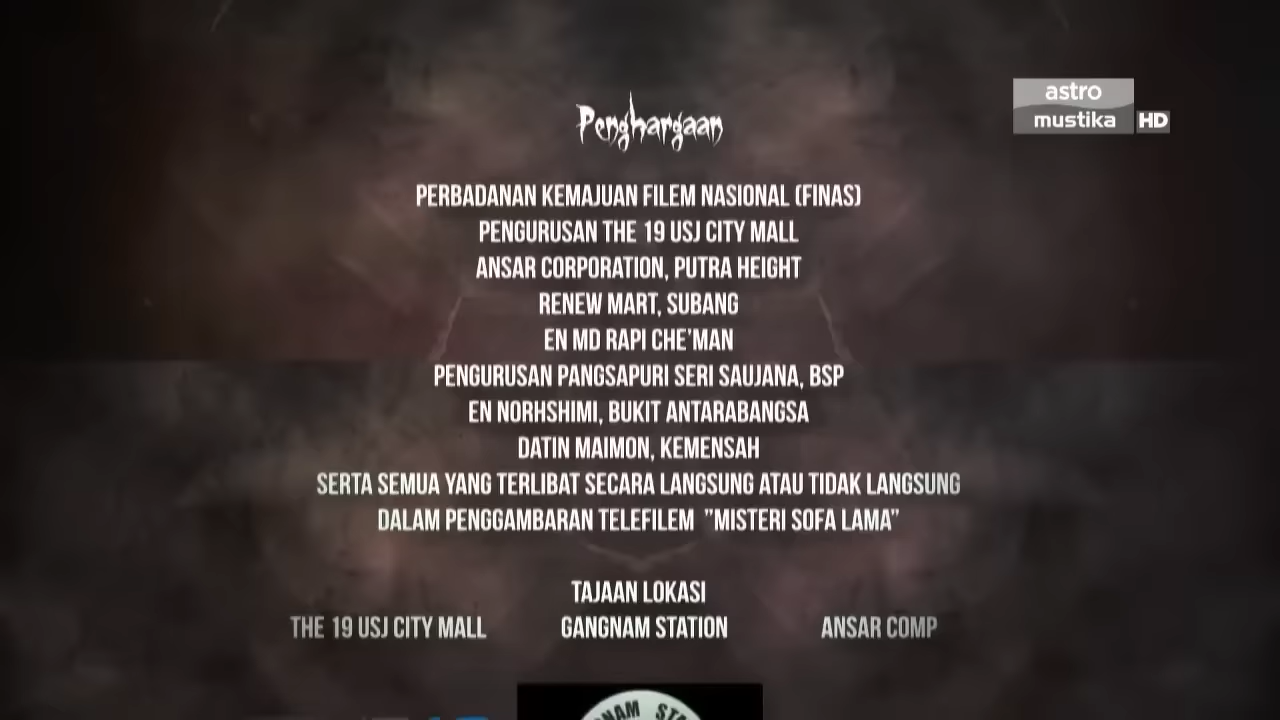 astro
mustika HD
Penghargaan
PERBADANAN KEMAJUAN FILEM NASIONAL (FINAS)
PENGURUSAN THE 19 USJ CITY MALL
ANSAR CORPORATION, PUTRA HEIGHT
RENEW MART, SUBANG
EN MD RAPI CHE'MAN
PENGURUSAN PANGSAPURI SERI SAUJANA, BSP
EN NORHSHIMI, BUKIT ANTARABANGSA
DATIN MAIMON, KEMENSAH
SERTA SEMUA YANG TERLIBAT SECARA LANGSUNG ATAU TIDAK LANGSUNG
DALAM PENGGAMBARAN TELEFILEM "MISTERI SOFA LAMA"
TAJAAN LOKASI
THE 19 USJ CITY MALL GANGNAM STATION ANSAR COMP